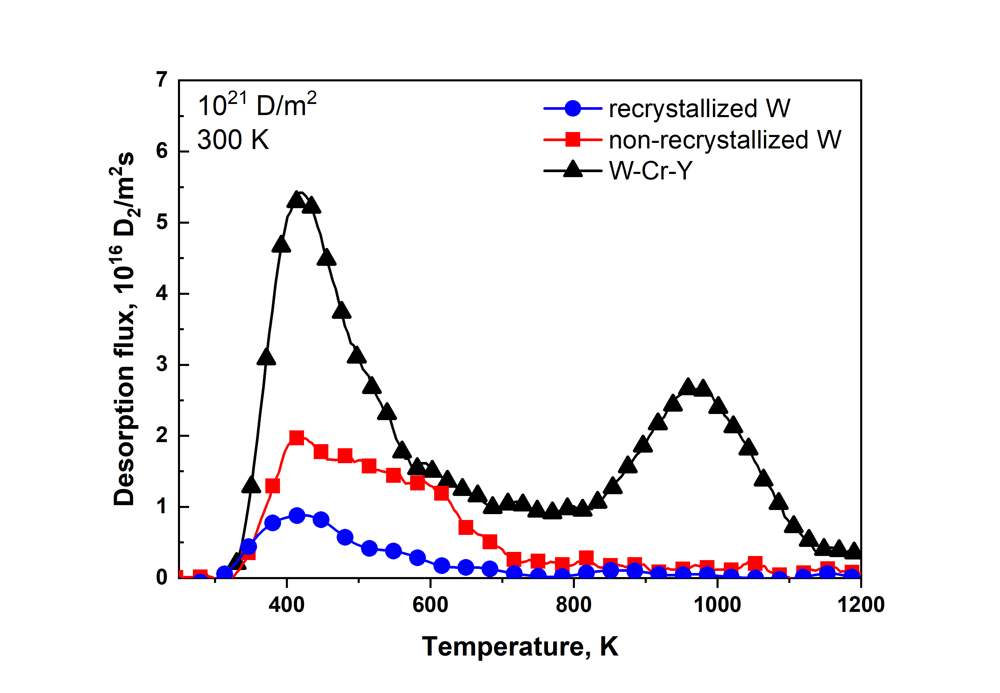 10²¹ D/m²
300 K
recrystallized W
non-recrystallized W
W-Cr-Y
Desorption flux, 10¹⁶ D₂/m²s
7
6
5
4
3
2
1
0
400 600 800 1000 1200
Temperature, K